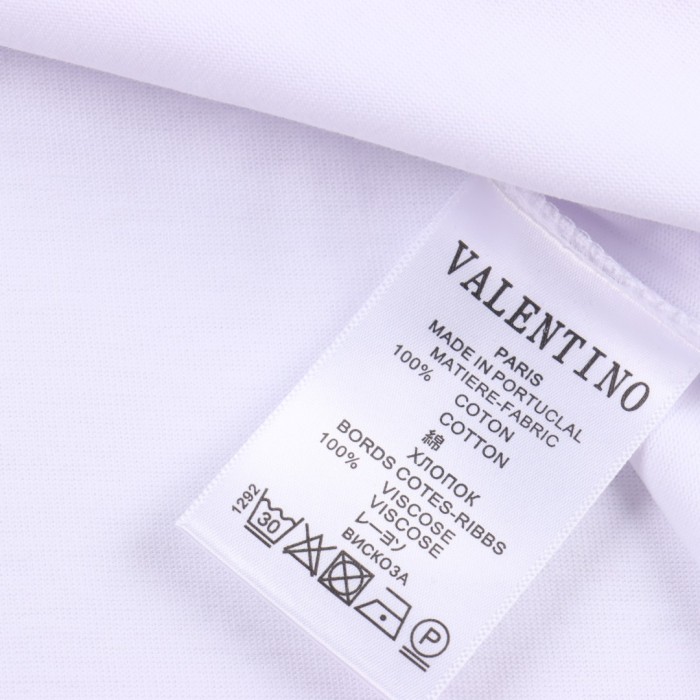 VALENTINO
PARIS
MADE IN PORTUCLAL
MATIERE-FABRIC
100% COTON
COTTON
綿
ХЛОПОК
BORDS COTES-RIBBS
100% VISCOSE
VISCOSE
レーヨン
ВИСКОЗА
1292
30
P